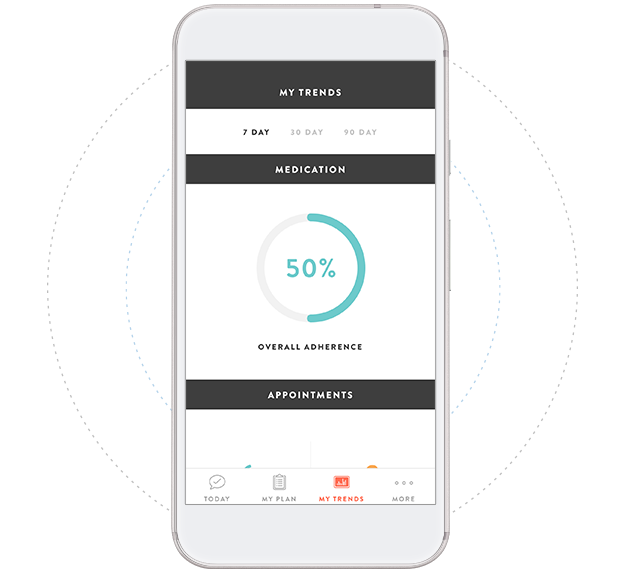 MY TRENDS
7 DAY 30 DAY 90 DAY
MEDICATION
50%
OVERALL ADHERENCE
APPOINTMENTS
TODAY MY PLAN MY TRENDS MORE